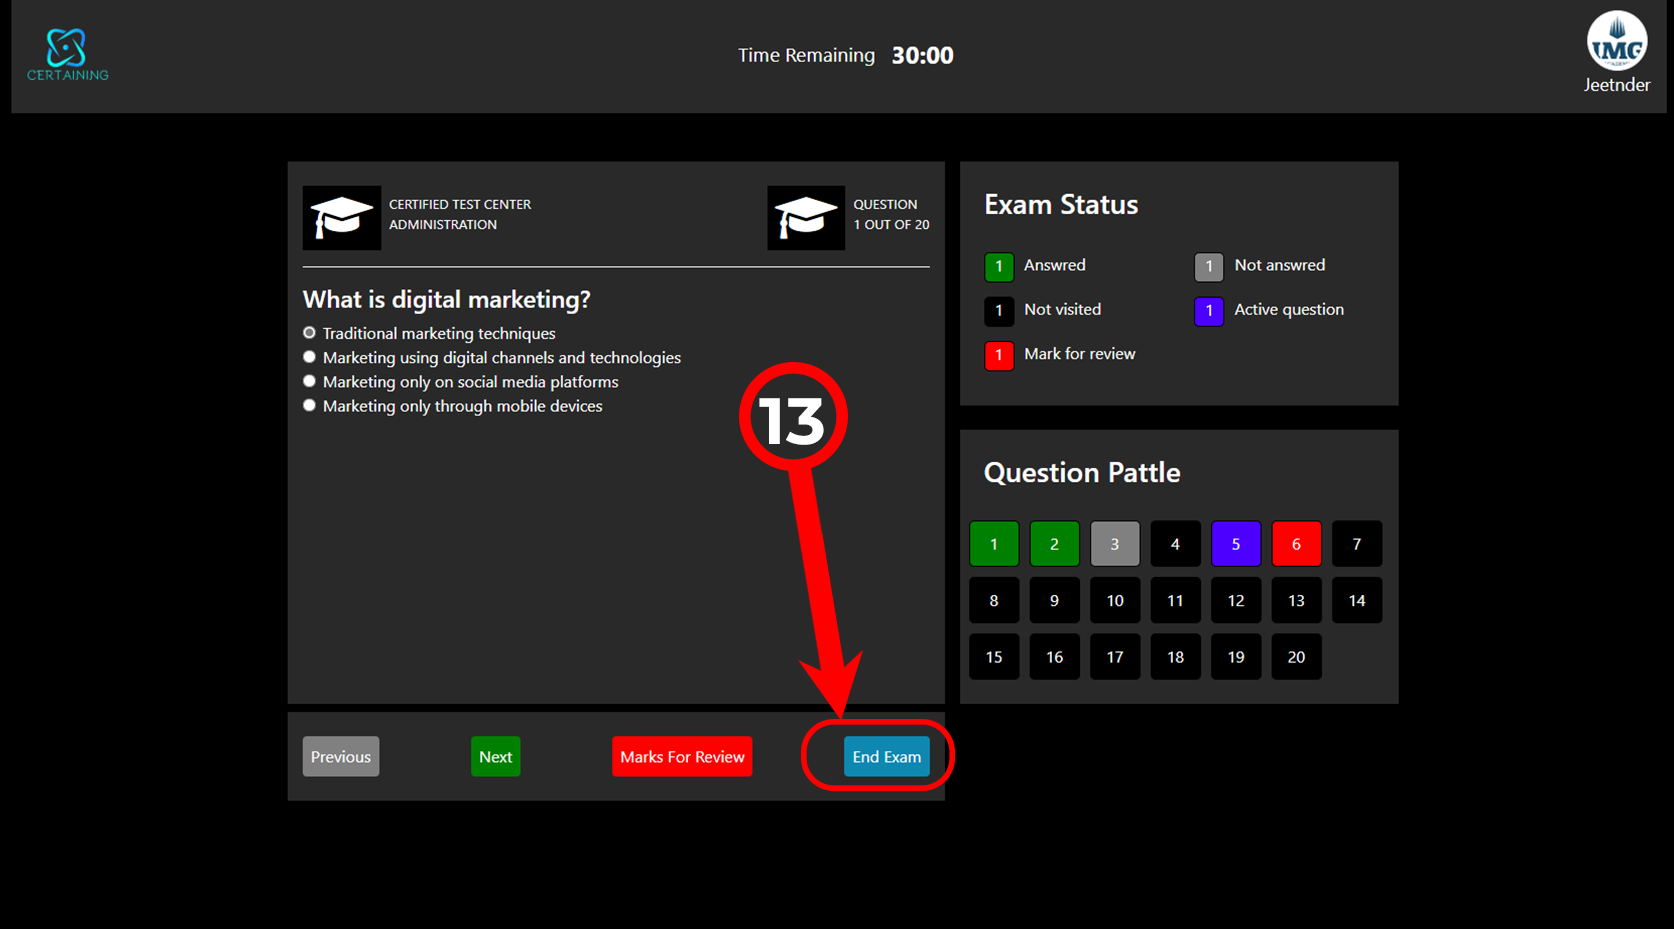 CERTAINING
Time Remaining 30:00
IMG
Jeetnder
CERTIFIED TEST CENTER
ADMINISTRATION
QUESTION
1 OUT OF 20
What is digital marketing?
Traditional marketing techniques
Marketing using digital channels and technologies
Marketing only on social media platforms
Marketing only through mobile devices
13
Previous
Next
Marks For Review
End Exam
Exam Status
1 Answred
1 Not answred
1 Not visited
1 Active question
1 Mark for review
Question Pattle
1 2 3 4 5 6 7
8 9 10 11 12 13 14
15 16 17 18 19 20